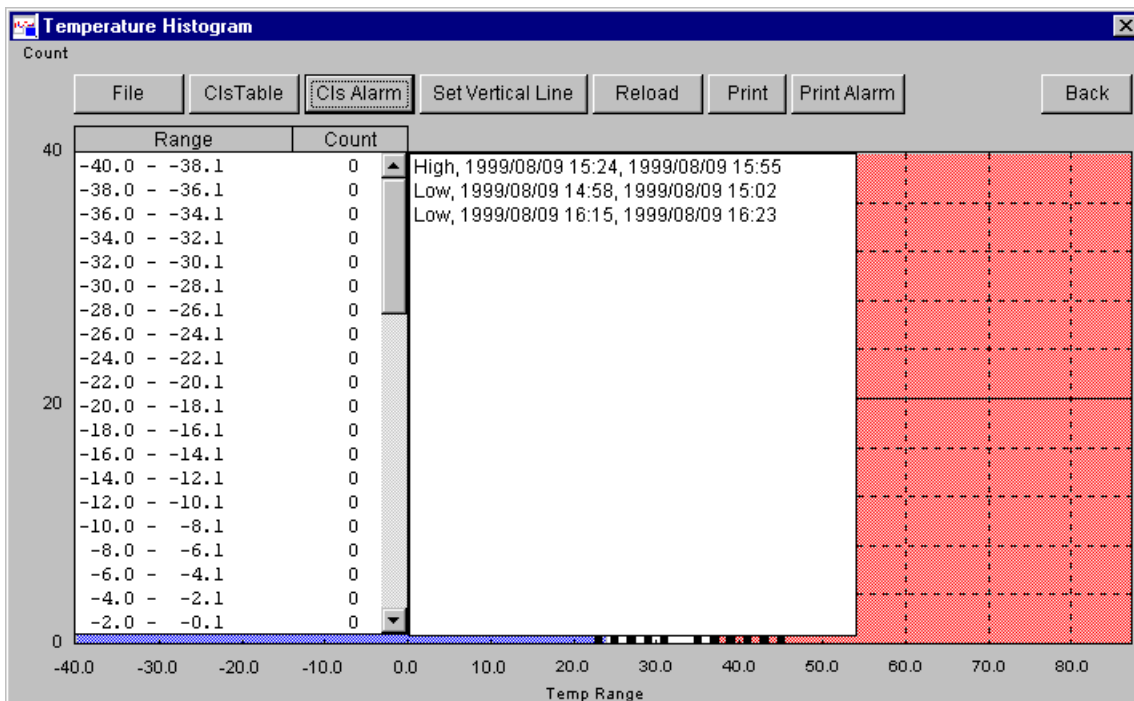 Temperature Histogram
Count
File ClsTable Cls Alarm Set Vertical Line Reload Print Print Alarm Back
Range Count
40
-40.0 - -38.1 0
-38.0 - -36.1 0
-36.0 - -34.1 0
-34.0 - -32.1 0
-32.0 - -30.1 0
-30.0 - -28.1 0
-28.0 - -26.1 0
-26.0 - -24.1 0
-24.0 - -22.1 0
-22.0 - -20.1 0
20
-20.0 - -18.1 0
-18.0 - -16.1 0
-16.0 - -14.1 0
-14.0 - -12.1 0
-12.0 - -10.1 0
-10.0 - -8.1 0
-8.0 - -6.1 0
-6.0 - -4.1 0
-4.0 - -2.1 0
-2.0 - -0.1 0
High, 1999/08/09 15:24, 1999/08/09 15:55
Low, 1999/08/09 14:58, 1999/08/09 15:02
Low, 1999/08/09 16:15, 1999/08/09 16:23
0
-40.0 -30.0 -20.0 -10.0 0.0 10.0 20.0 30.0 40.0 50.0 60.0 70.0 80.0
Temp Range